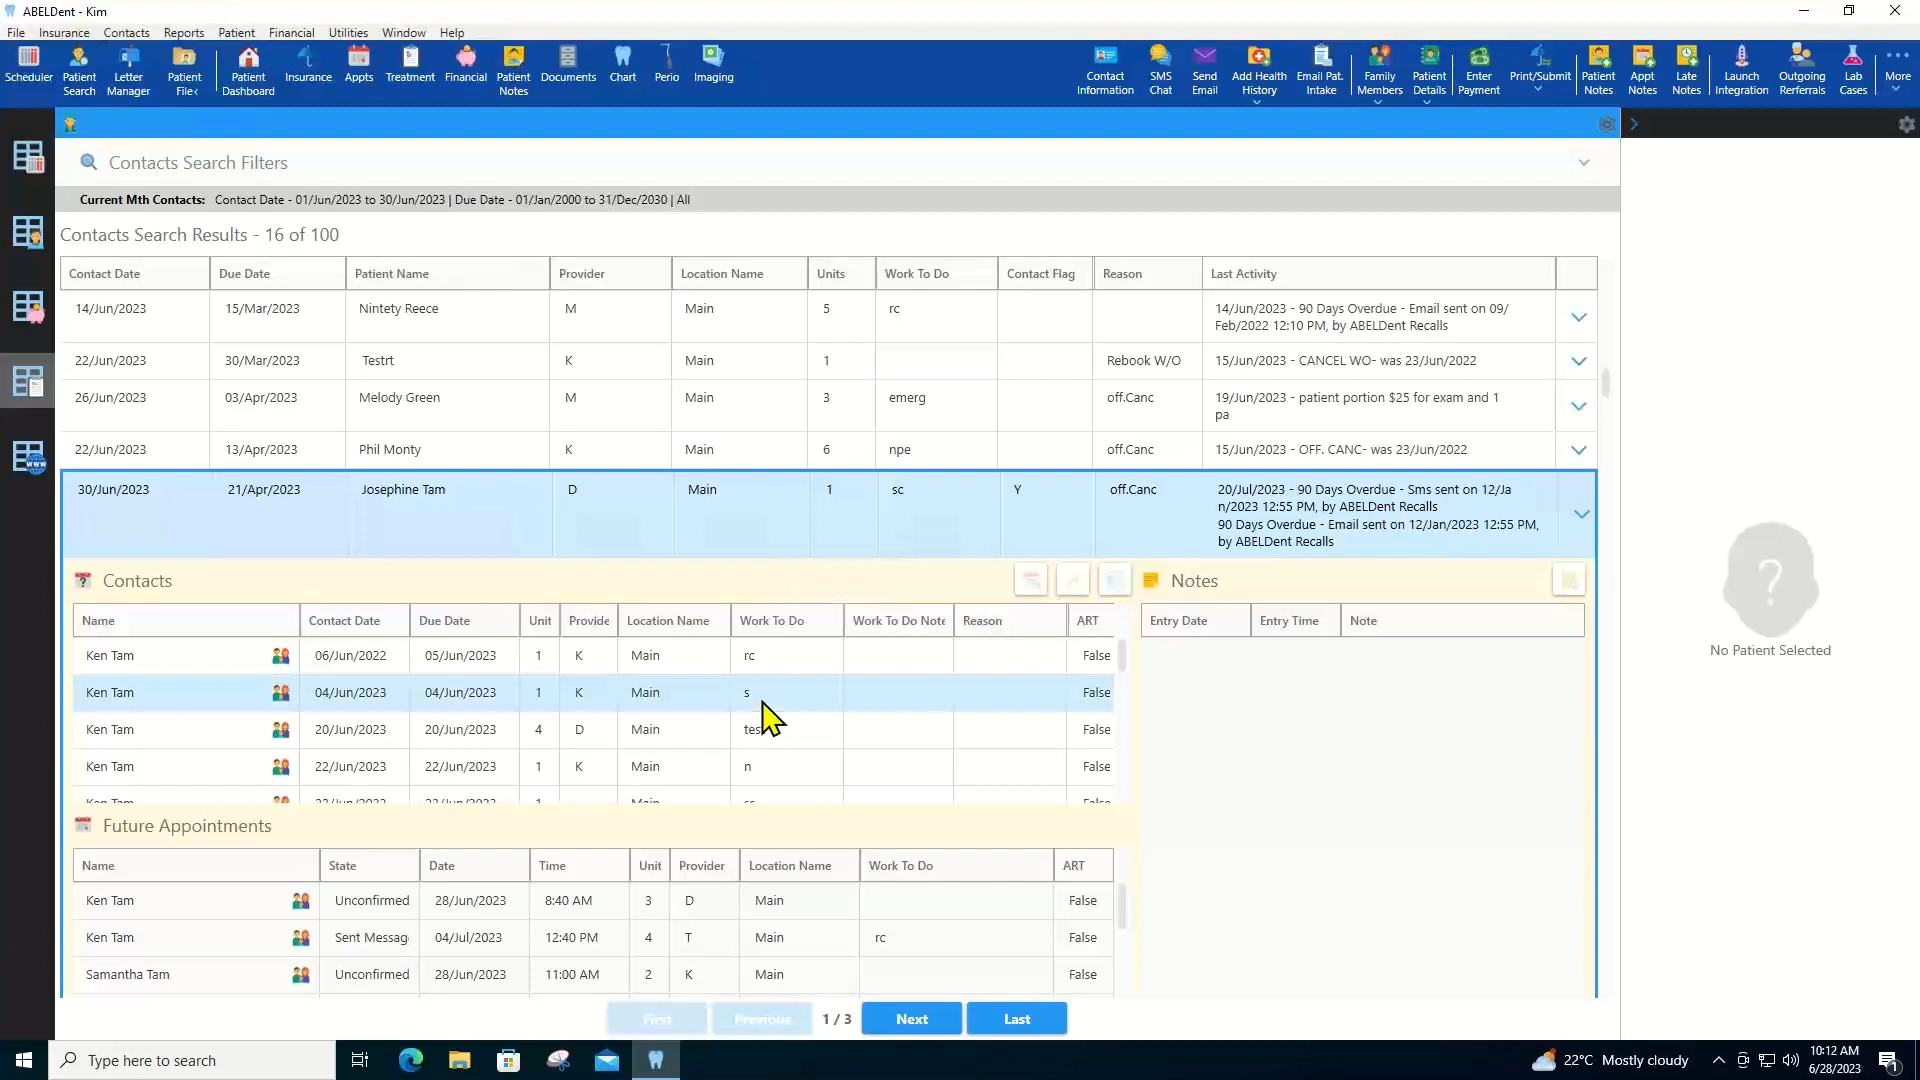 ABELDent - Kim
File Insurance Contacts Reports Patient Financial Utilities Window Help
Scheduler
Patient Search
Letter Manager
Patient File<
Patient Dashboard
Insurance
Appts
Treatment
Financial
Patient Notes
Documents
Chart
Perio
Imaging
Contact Information
SMS Chat
Send Email
Add Health History
Email Pat. Intake
Family Members
Patient Details
Enter Payment
Print/Submit
Patient Notes
Appt Notes
Late Notes
Launch Integration
Outgoing Rerferrals
Lab Cases
More
Contacts Search Filters
Current Mth Contacts: Contact Date - 01/Jun/2023 to 30/Jun/2023 | Due Date - 01/Jan/2000 to 31/Dec/2030 | All
Contacts Search Results - 16 of 100
Contact Date Due Date Patient Name Provider Location Name Units Work To Do Contact Flag Reason Last Activity
14/Jun/2023 15/Mar/2023 Nintety Reece M Main 5 rc 14/Jun/2023 - 90 Days Overdue - Email sent on 09/
Feb/2022 12:10 PM, by ABELDent Recalls
22/Jun/2023 30/Mar/2023 Testrt K Main 1 Rebook W/O 15/Jun/2023 - CANCEL WO- was 23/Jun/2022
26/Jun/2023 03/Apr/2023 Melody Green M Main 3 emerg off.Canc 19/Jun/2023 - patient portion $25 for exam and 1
pa
22/Jun/2023 13/Apr/2023 Phil Monty K Main 6 npe off.Canc 15/Jun/2023 - OFF. CANC- was 23/Jun/2022
30/Jun/2023 21/Apr/2023 Josephine Tam D Main 1 sc Y off.Canc 20/Jul/2023 - 90 Days Overdue - Sms sent on 12/Ja
n/2023 12:55 PM, by ABELDent Recalls
90 Days Overdue - Email sent on 12/Jan/2023 12:55 PM,
by ABELDent Recalls
Contacts
Name Contact Date Due Date Unit Provide Location Name Work To Do Work To Do Note Reason ART
Ken Tam 06/Jun/2022 05/Jun/2023 1 K Main rc False
Ken Tam 04/Jun/2023 04/Jun/2023 1 K Main s False
Ken Tam 20/Jun/2023 20/Jun/2023 4 D Main tes False
Ken Tam 22/Jun/2023 22/Jun/2023 1 K Main n False
Notes
Entry Date Entry Time Note
Future Appointments
Name State Date Time Unit Provider Location Name Work To Do ART
Ken Tam Unconfirmed 28/Jun/2023 8:40 AM 3 D Main False
Ken Tam Sent Messag 04/Jul/2023 12:40 PM 4 T Main rc False
Samantha Tam Unconfirmed 28/Jun/2023 11:00 AM 2 K Main False
First Previous 1 / 3 Next Last
?
No Patient Selected
Type here to search
22°C Mostly cloudy
10:12 AM
6/28/2023
1